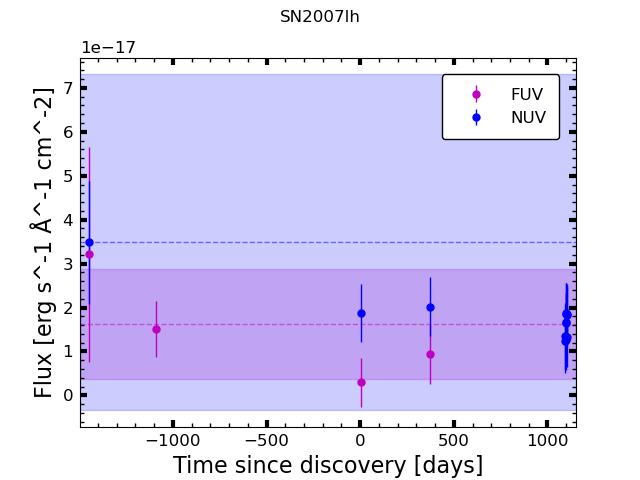 SN2007lh
1e−17
FUV
NUV
7
6
5
4
3
2
1
0
Flux [erg s^-1 Å^-1 cm^-2]
−1000
−500
0
500
1000
Time since discovery [days]